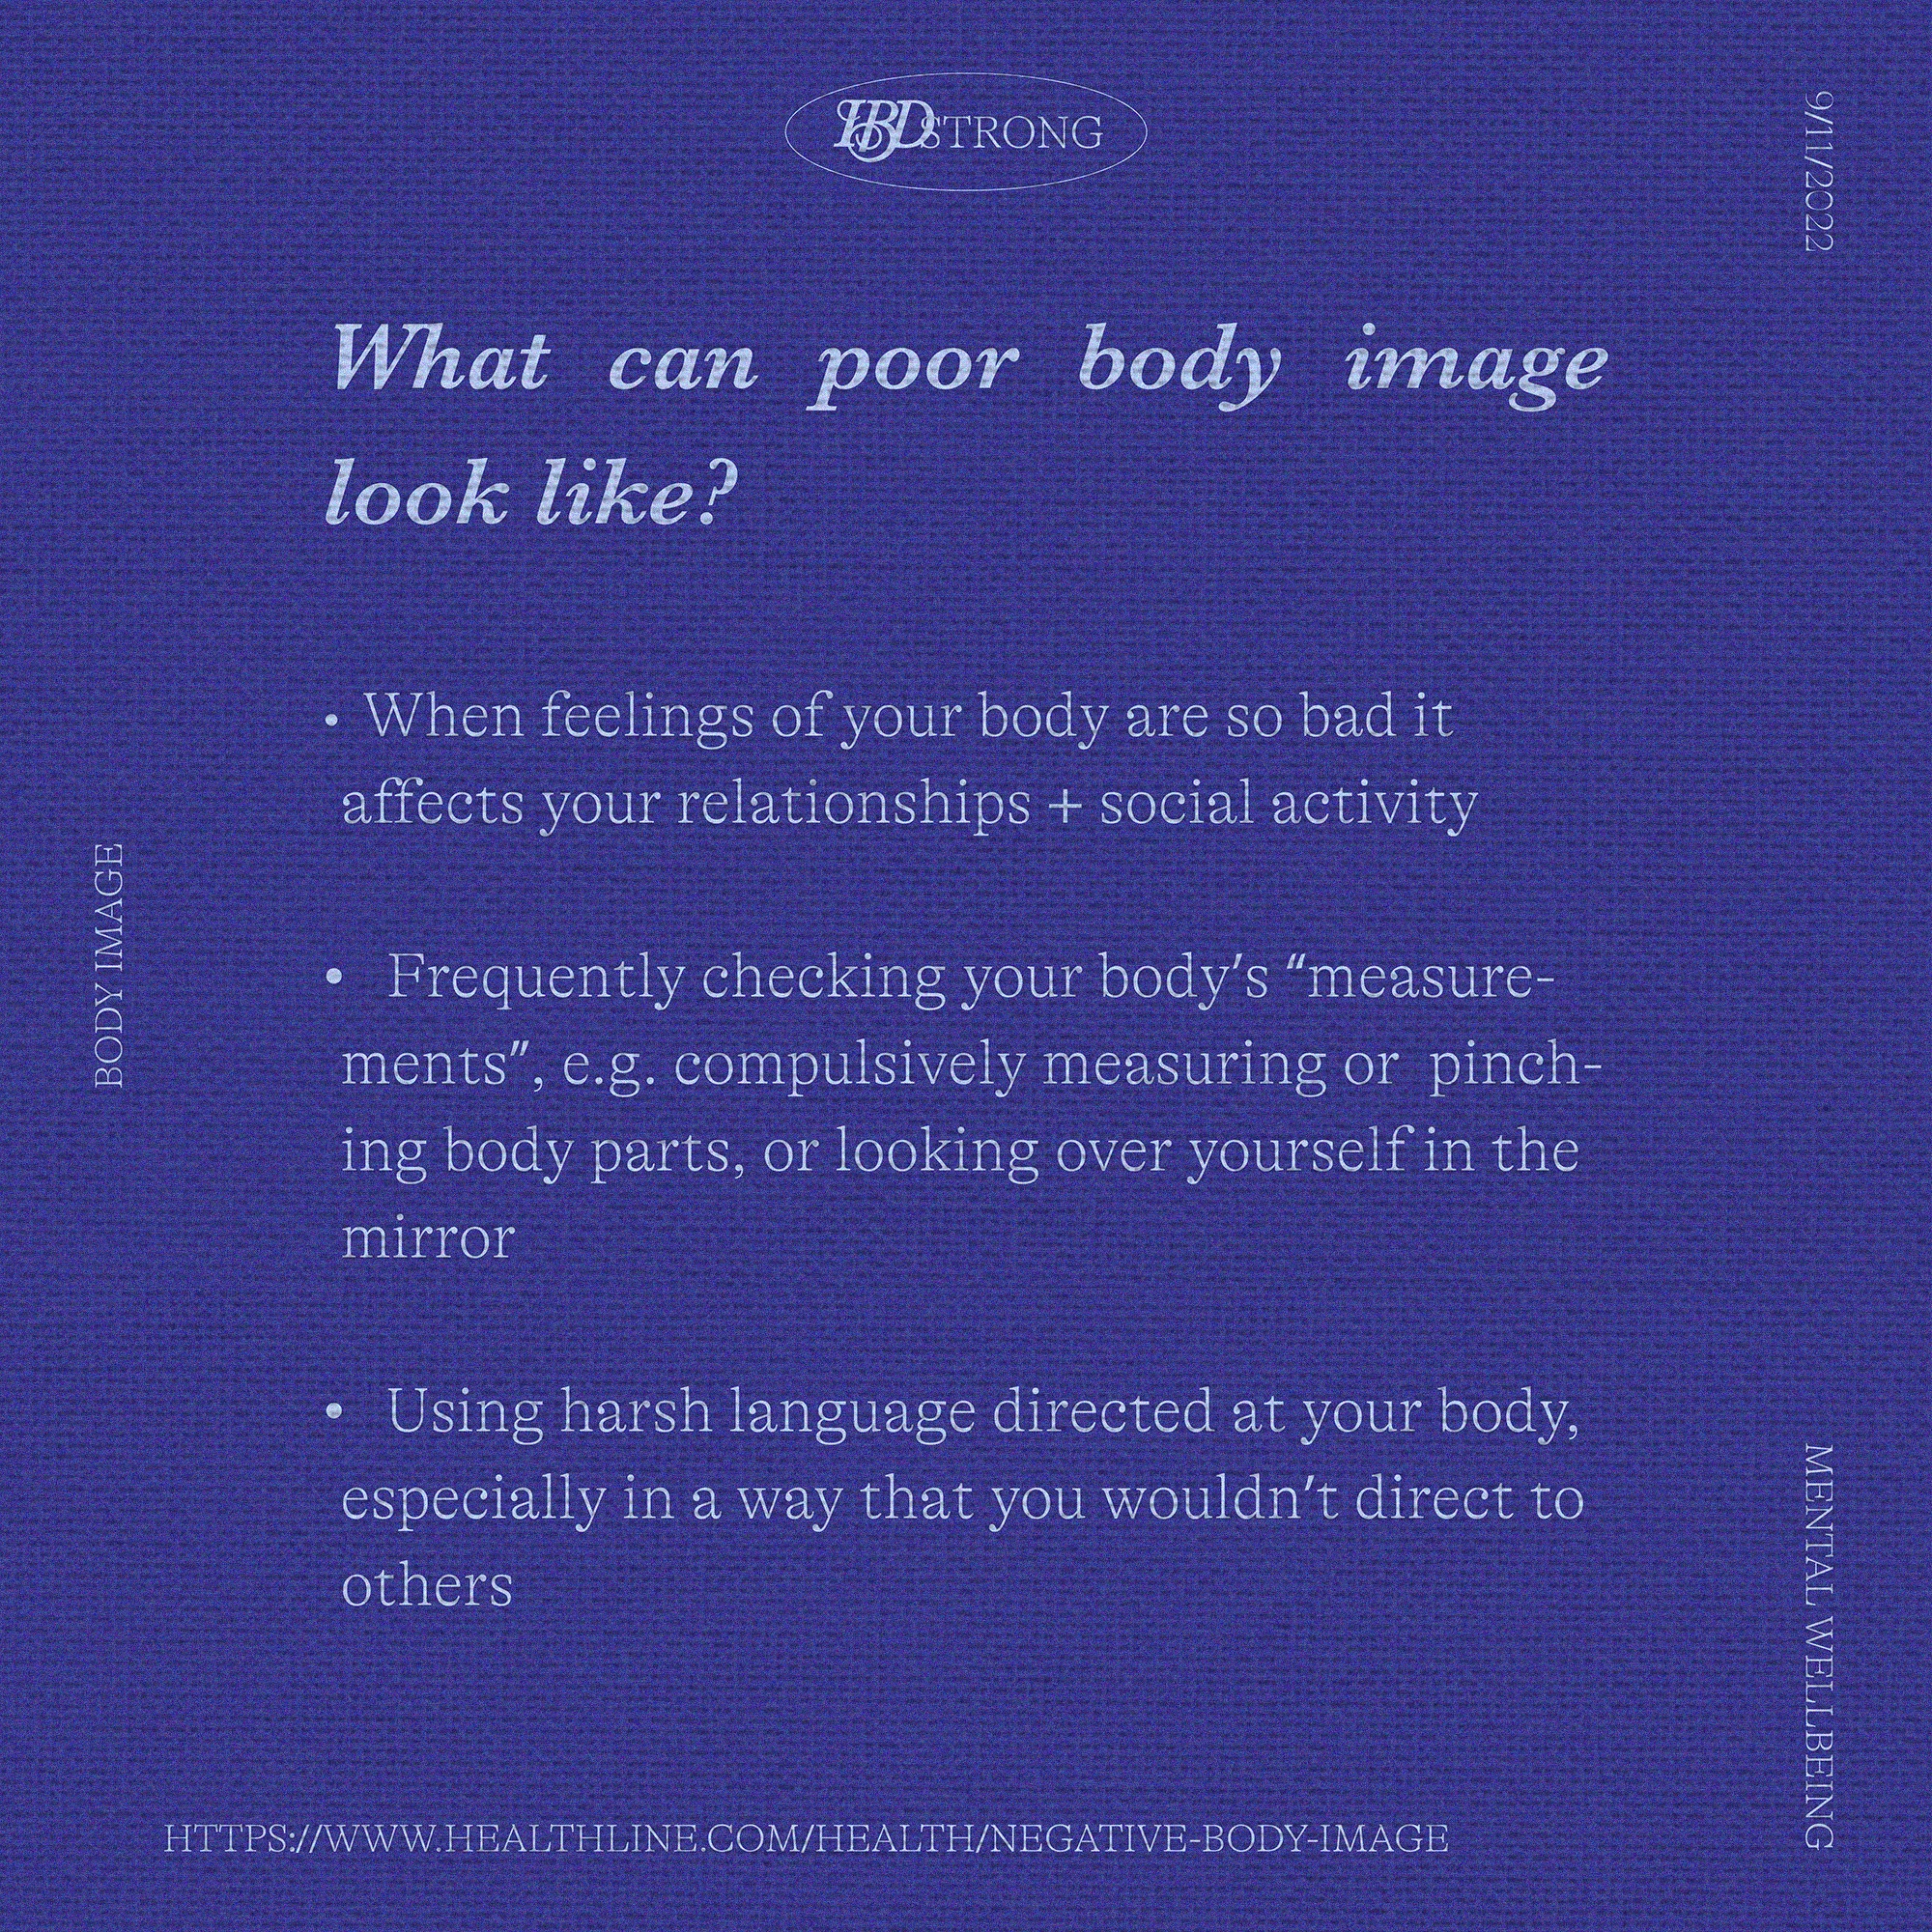 IBDSTRONG
9/11/2022
What can poor body image
look like?
• When feelings of your body are so bad it
affects your relationships + social activity
• Frequently checking your body's “measure-
ments”, e.g. compulsively measuring or pinch-
ing body parts, or looking over yourself in the
mirror
• Using harsh language directed at your body,
especially in a way that you wouldn't direct to
others
BODY IMAGE
MENTAL WELLBEING
HTTPS://WWW.HEALTHLINE.COM/HEALTH/NEGATIVE-BODY-IMAGE